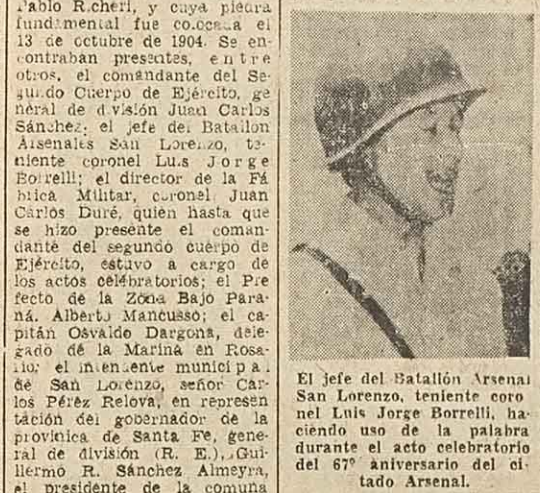 Pablo R.cheri, y cuya piedra
fundamental fue colocada el
13 de octubre de 1904. Se en-
contraban presentes, entre
otros, el comandante del Se-
gundo Cuerpo de Ejército, ge
neral de división Juan Carlos
Sánchez; el jefe del Batallon
Arsenales San Lorenzo, te-
niente coronel Luis Jorge
Borrelli; el director de la Fá
brica Militar, coronel Juan
Carlos Duré, quien hasta que
se hizo presente el coman-
dante del segundo cuerpo de
Ejército, estuvo a cargo de
los actos celebratorios; el Pre
fecto de la Zona Bajo Para-
ná. Alberto Mancusso; el ca-
pitán Osvaldo Dargona, dele-
gado de la Marina en Rosa-
rio; el intendente municipal
de San Lorenzo, señor Car-
los Pérez Relova, en represen
tación del gobernador de la
provinica de Santa Fe, gene-
ral de división (R. E.), Gui-
llermo R. Sánchez Almeyra,
el presidente de la comuna
El jefe del Batallón Arsenal
San Lorenzo, teniente coro
nel Luis Jorge Borrelli, ha-
ciendo uso de la palabra
durante el acto celebratorio
del 67º aniversario del ci-
tado Arsenal.